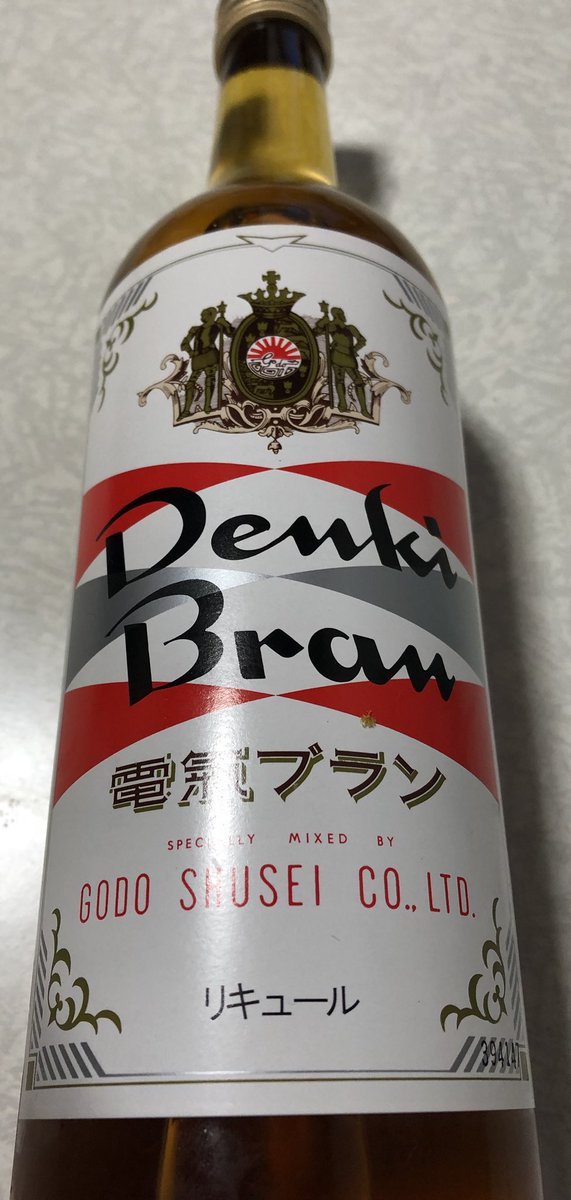 Denki
Bran
電氣ブラン
SPECIALLY MIXED BY
GODO SHUSEI CO., LTD.
リキュール